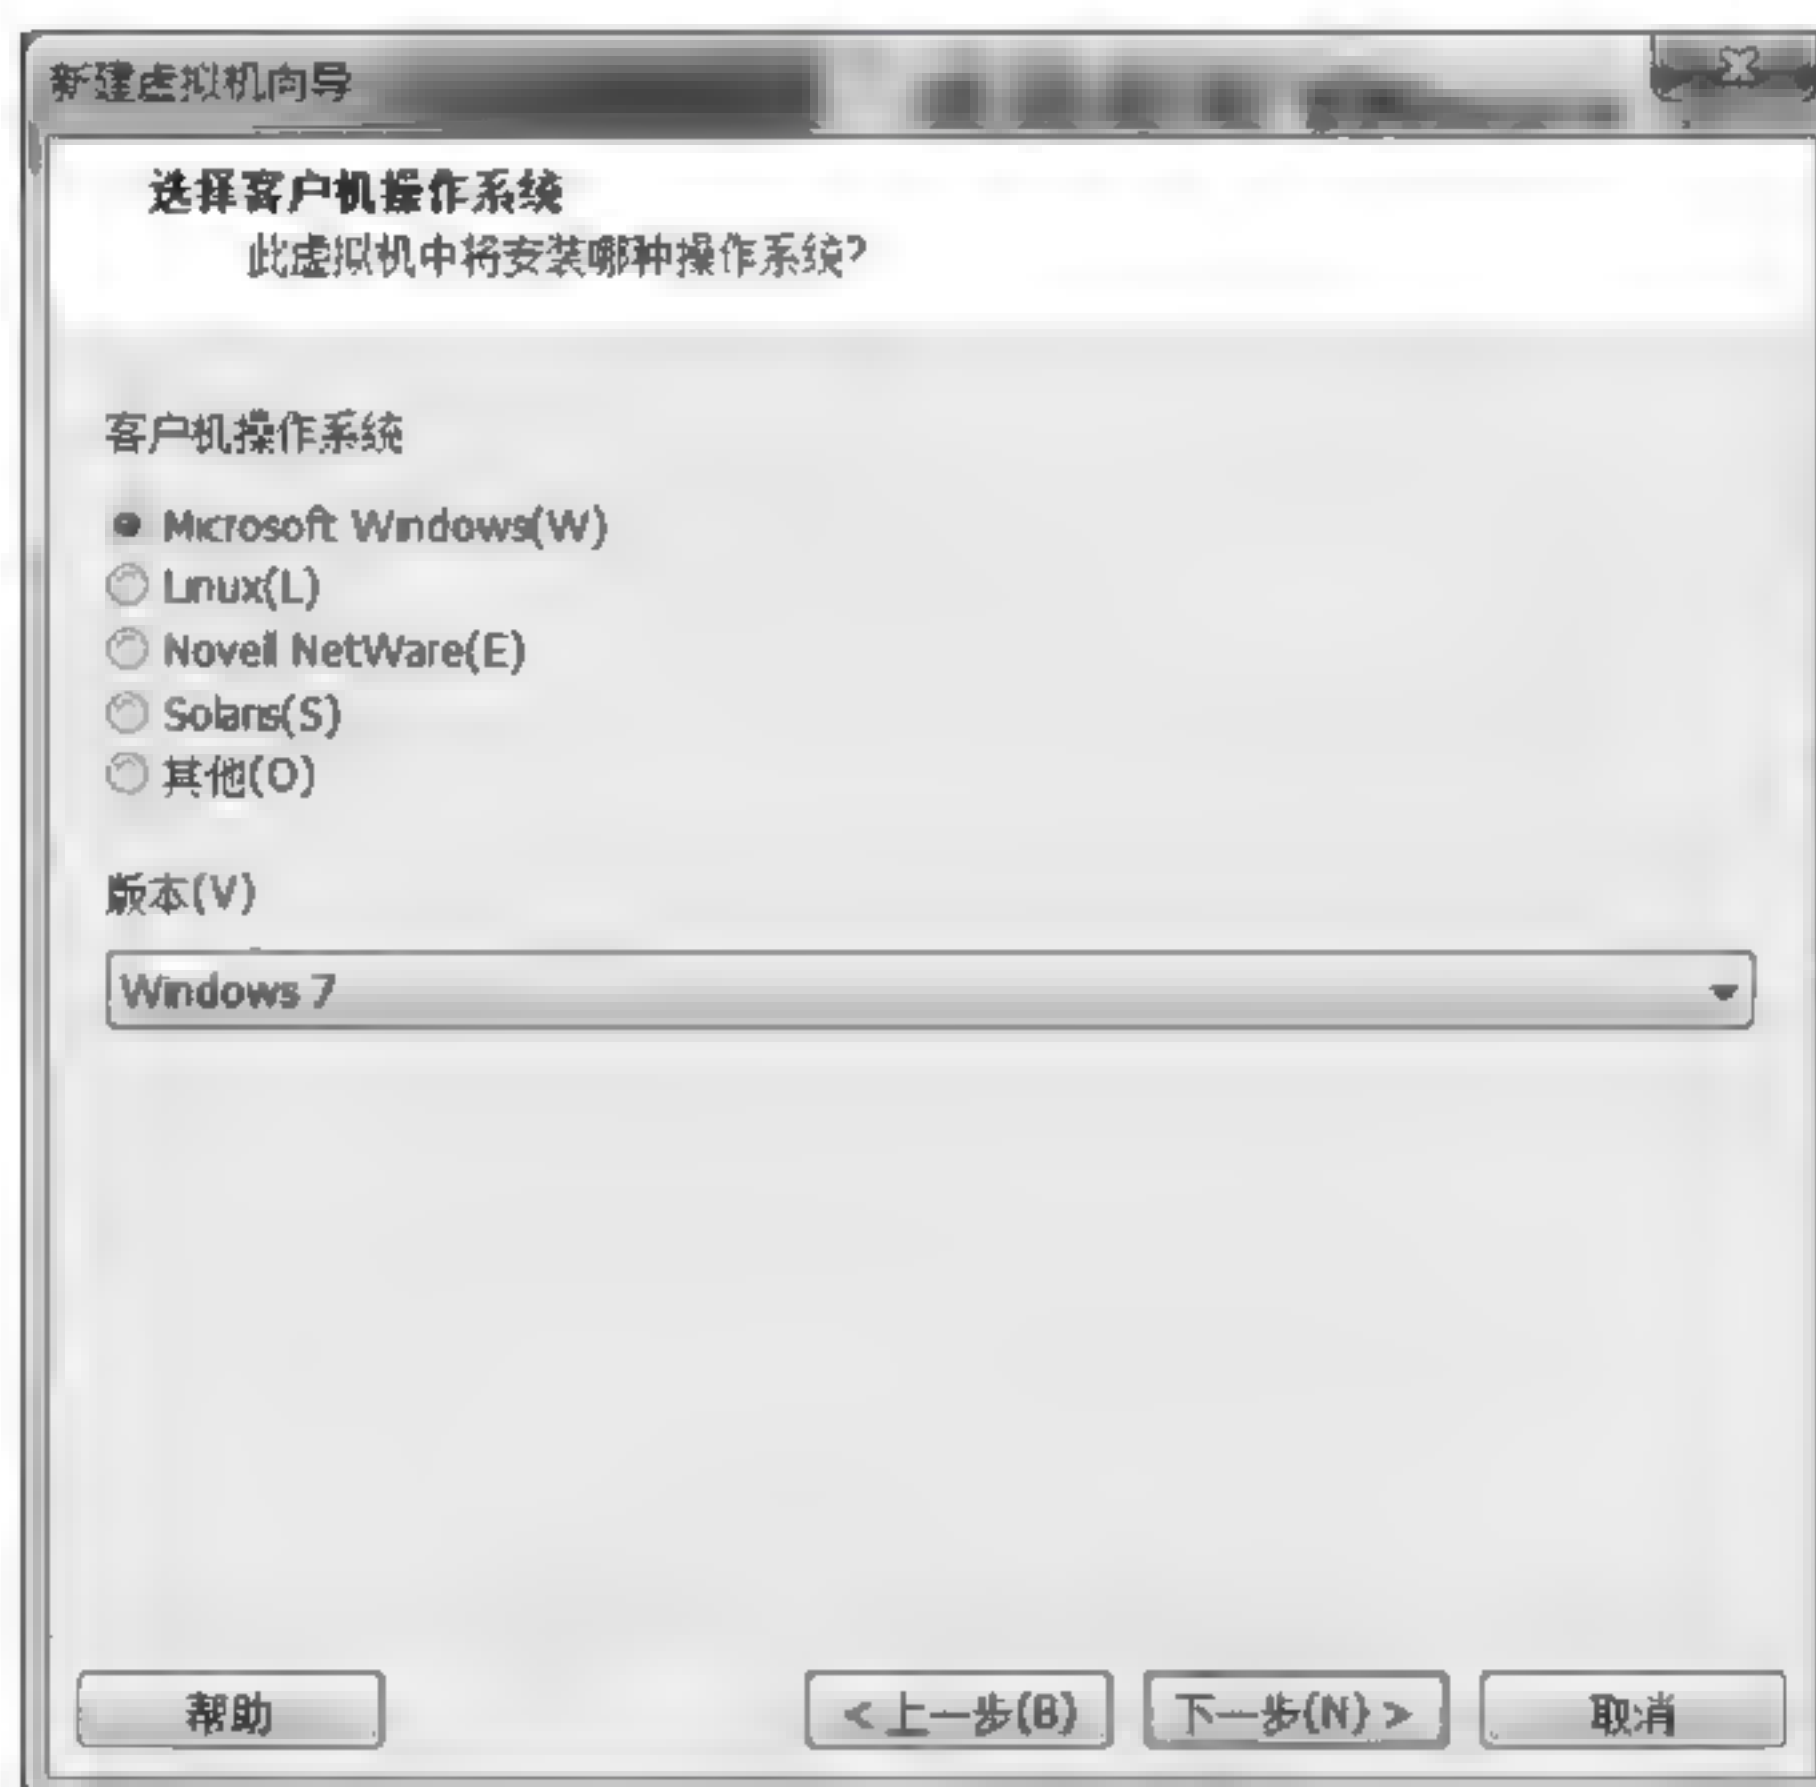 新建虚拟机向导
选择客户机操作系统
此虚拟机中将安装哪种操作系统?
客户机操作系统
Microsoft Windows(W)
Linux(L)
Novell NetWare(E)
Solaris(S)
其他(O)
版本(V)
Windows 7
帮助
< 上一步(B)
下一步(N) >
取消